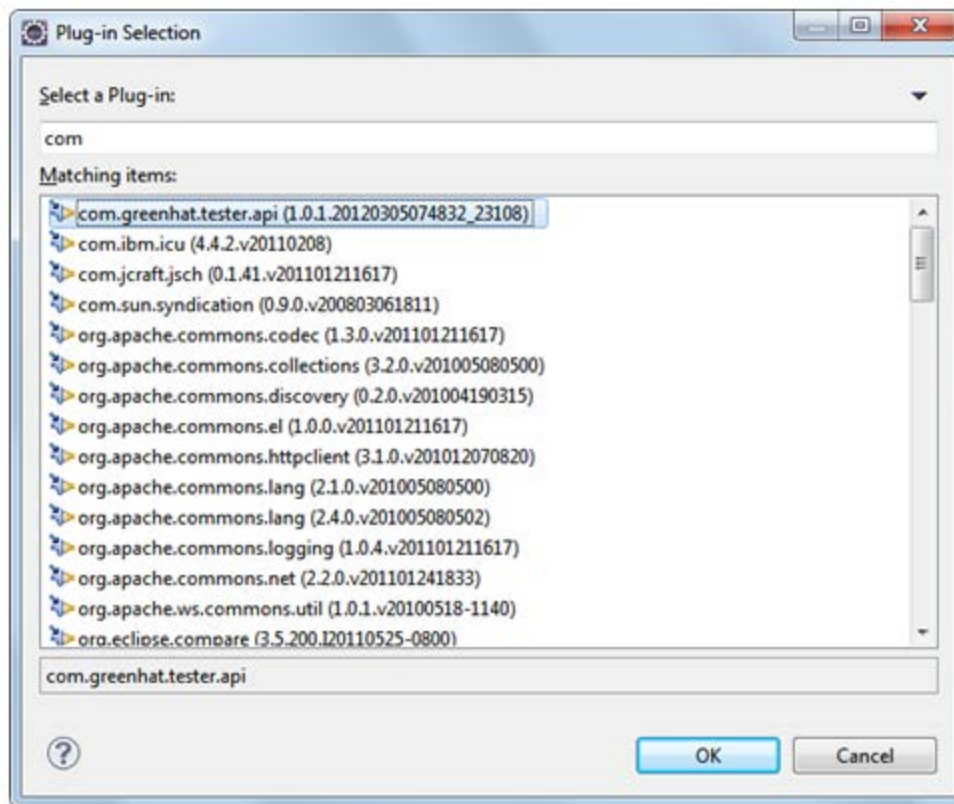 Plug-in Selection
Select a Plug-in:
com
Matching items:
com.greenhat.tester.api (1.0.1.20120305074832_23108)
com.ibm.icu (4.4.2.v20110208)
com.jcraft.jsch (0.1.41.v201101211617)
com.sun.syndication (0.9.0.v200803061811)
org.apache.commons.codec (1.3.0.v201101211617)
org.apache.commons.collections (3.2.0.v201005080500)
org.apache.commons.discovery (0.2.0.v201004190315)
org.apache.commons.el (1.0.0.v201101211617)
org.apache.commons.httpclient (3.1.0.v201012070820)
org.apache.commons.lang (2.1.0.v201005080500)
org.apache.commons.lang (2.4.0.v201005080502)
org.apache.commons.logging (1.0.4.v201101211617)
org.apache.commons.net (2.2.0.v201101241833)
org.apache.ws.commons.util (1.0.1.v20100518-1140)
org.eclipse.compare (3.5.200.I20110525-0800)
com.greenhat.tester.api
?
OK
Cancel